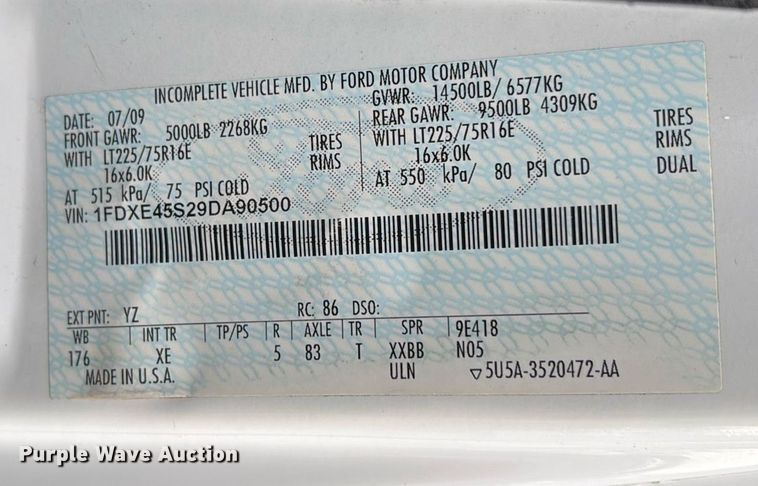 INCOMPLETE VEHICLE MFD. BY FORD MOTOR COMPANY
DATE: 07/09 GVWR: 14500LB/ 6577KG
FRONT GAWR: 5000LB 2268KG REAR GAWR: 9500LB 4309KG
WITH LT225/75R16E TIRES WITH LT225/75R16E TIRES
16x6.0K RIMS 16x6.0K RIMS
AT 515 kPa/ 75 PSI COLD AT 550 kPa/ 80 PSI COLD DUAL
VIN: 1FDXE45S29DA90500
EXT PNT: YZ RC: 86 DSO:
WB INT TR TP/PS R AXLE TR SPR 9E418
176 XE 5 83 T XXBB N05
MADE IN U.S.A. ULN ▽5U5A-3520472-AA
Purple Wave Auction